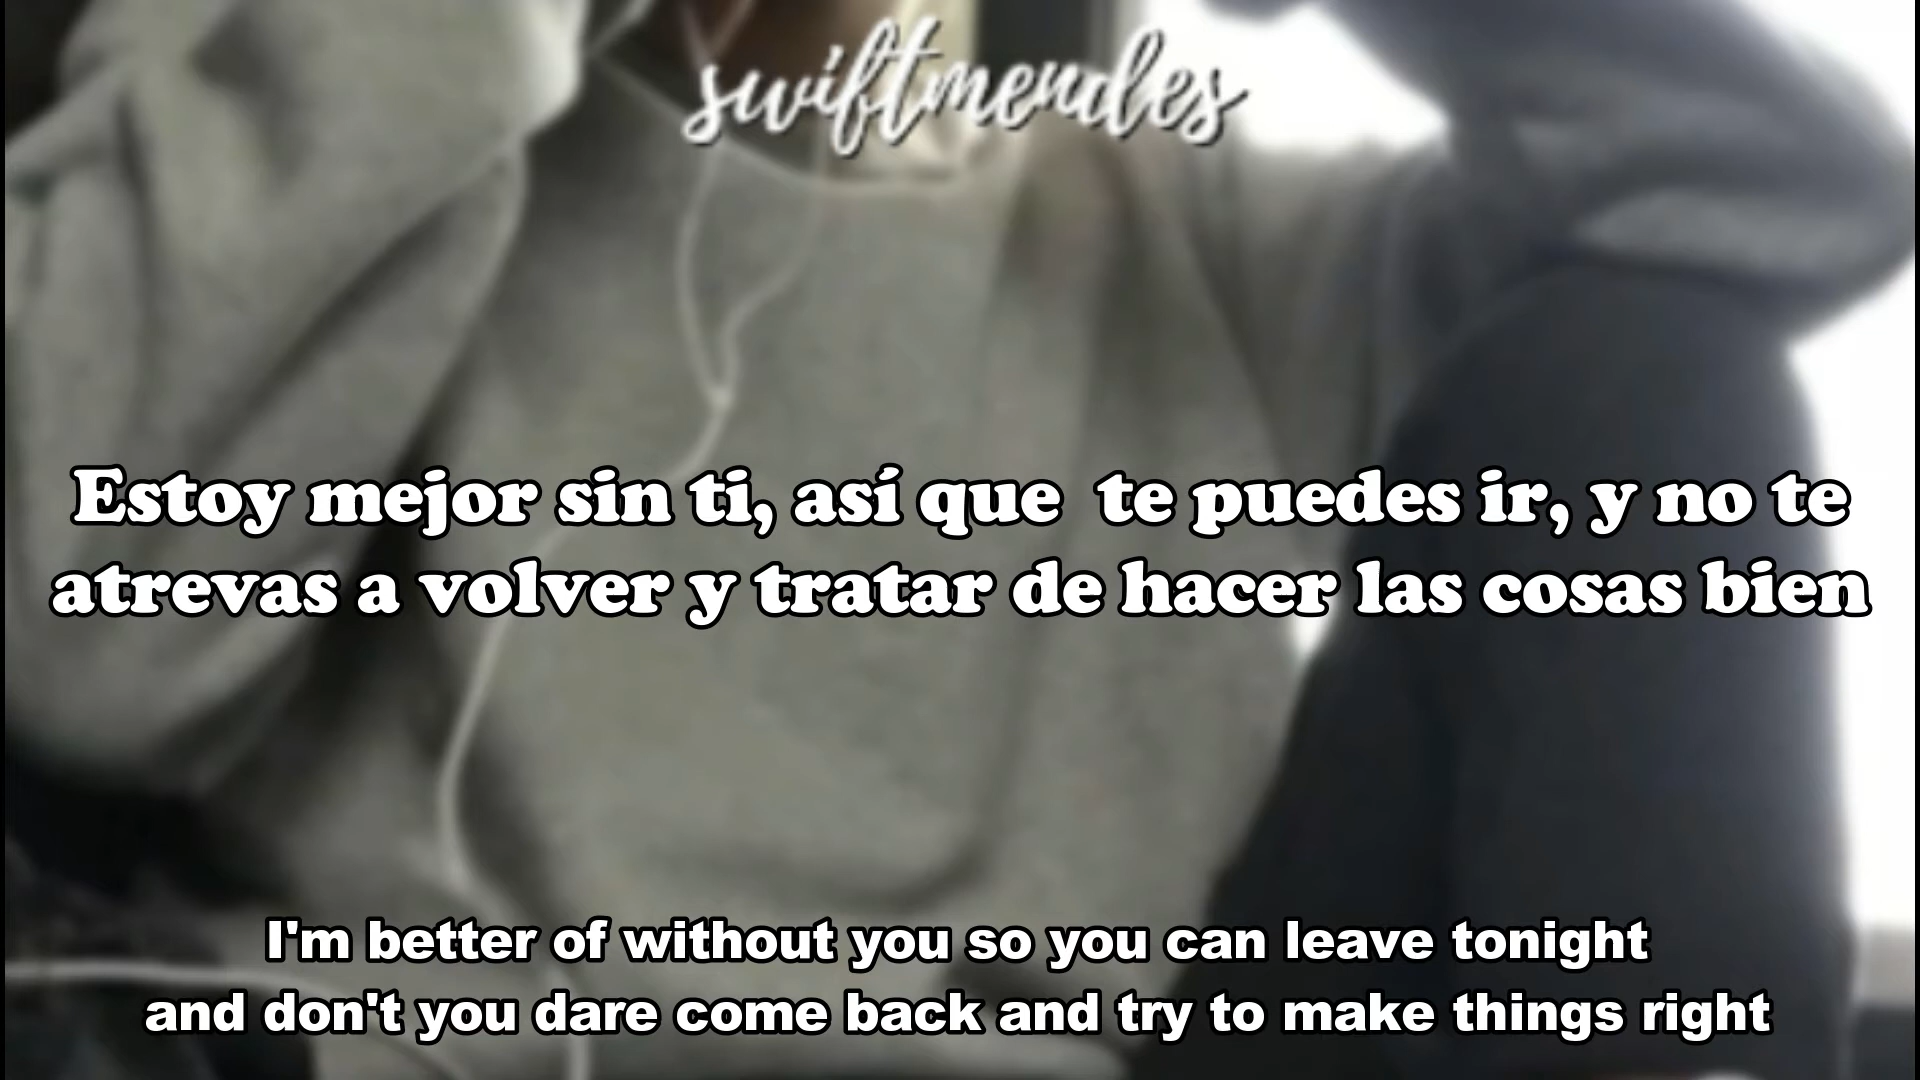 swiftmendes
Estoy mejor sin ti, así que te puedes ir, y no te
atrevas a volver y tratar de hacer las cosas bien
I'm better of without you so you can leave tonight
and don't you dare come back and try to make things right